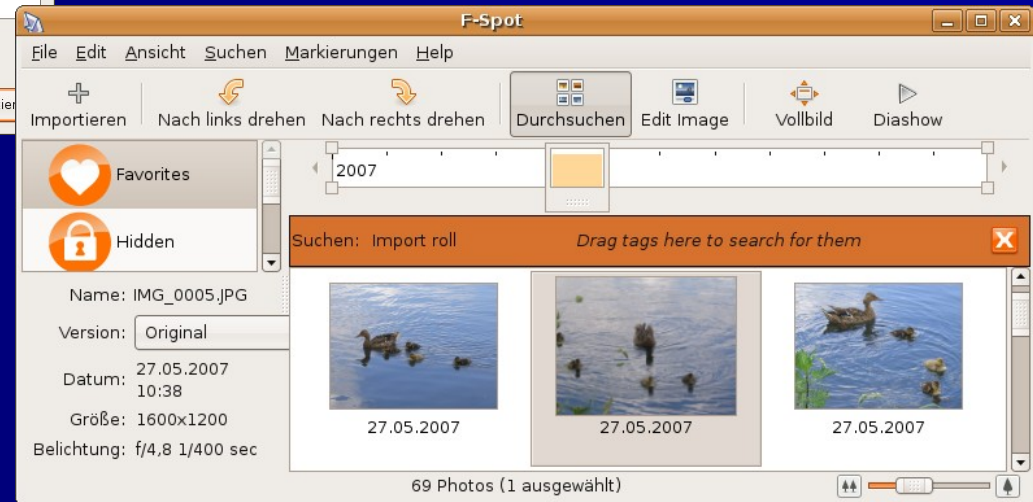 F-Spot
File Edit Ansicht Suchen Markierungen Help
Importieren Nach links drehen Nach rechts drehen Durchsuchen Edit Image Vollbild Diashow
Favorites
2007
Hidden
Suchen: Import roll Drag tags here to search for them
Name: IMG_0005.JPG
Version: Original
Datum: 27.05.2007
10:38
Größe: 1600x1200
Belichtung: f/4,8 1/400 sec
27.05.2007 27.05.2007 27.05.2007
69 Photos (1 ausgewählt)